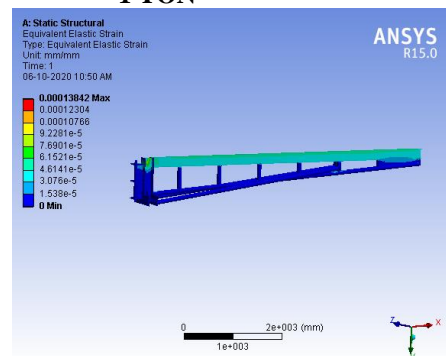 A: Static Structural
Equivalent Elastic Strain
Type: Equivalent Elastic Strain
Unit: mm/mm
Time: 1
06-10-2020 10:50 AM
ANSYS
R15.0
0.00013842 Max
0.00012304
0.00010766
9.2281e-5
7.6901e-5
6.1521e-5
4.6141e-5
3.076e-5
1.538e-5
0 Min
0
2e+003 (mm)
1e+003
Z
X
Y